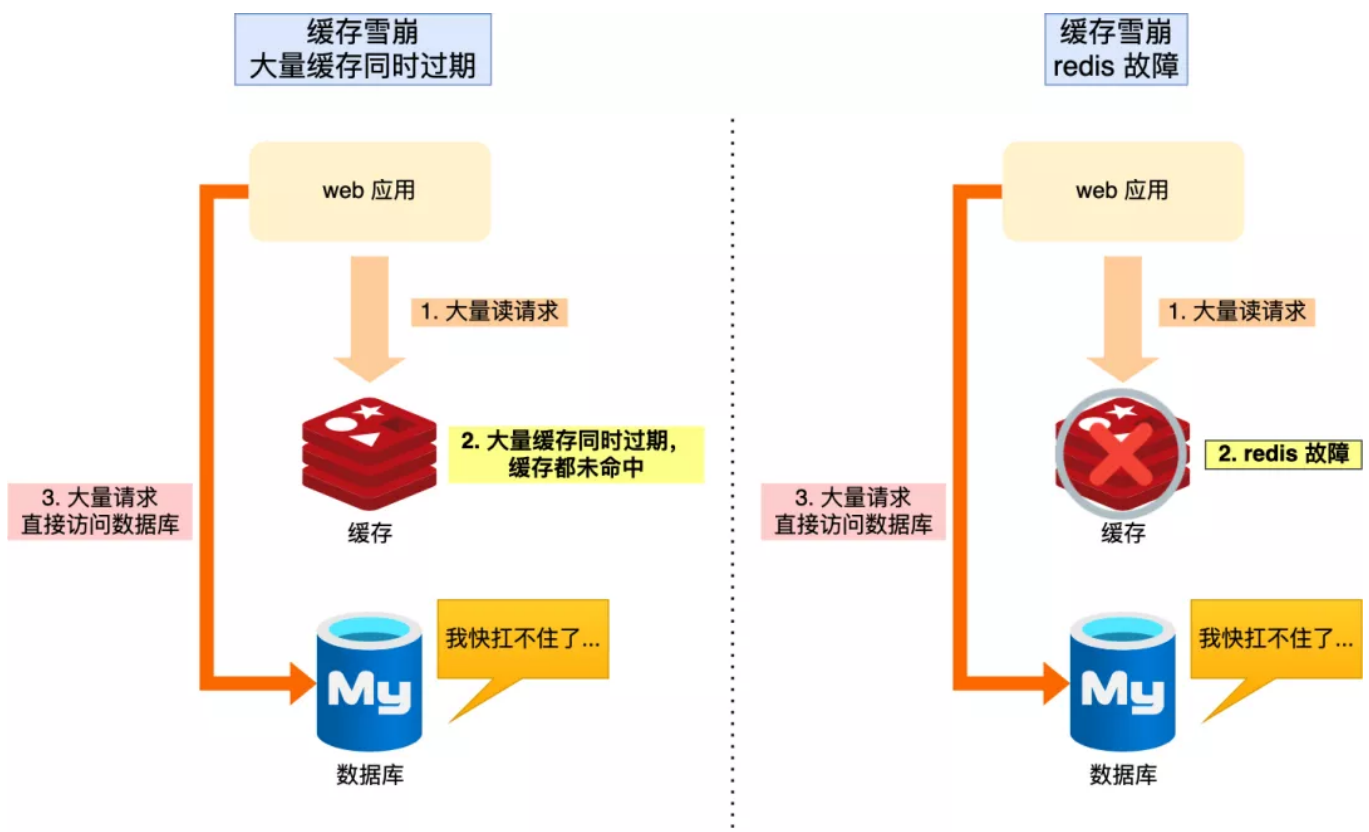 缓存雪崩
大量缓存同时过期
web 应用
1. 大量读请求
2. 大量缓存同时过期，
缓存都未命中
缓存
3. 大量请求
直接访问数据库
我快扛不住了...
My
数据库
缓存雪崩
redis 故障
web 应用
1. 大量读请求
2. redis 故障
缓存
3. 大量请求
直接访问数据库
我快扛不住了...
My
数据库